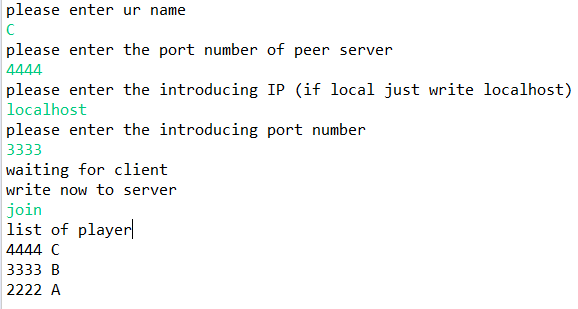 please enter ur name
C
please enter the port number of peer server
4444
please enter the introducing IP (if local just write localhost)
localhost
please enter the introducing port number
3333
waiting for client
write now to server
join
list of player
4444 C
3333 B
2222 A